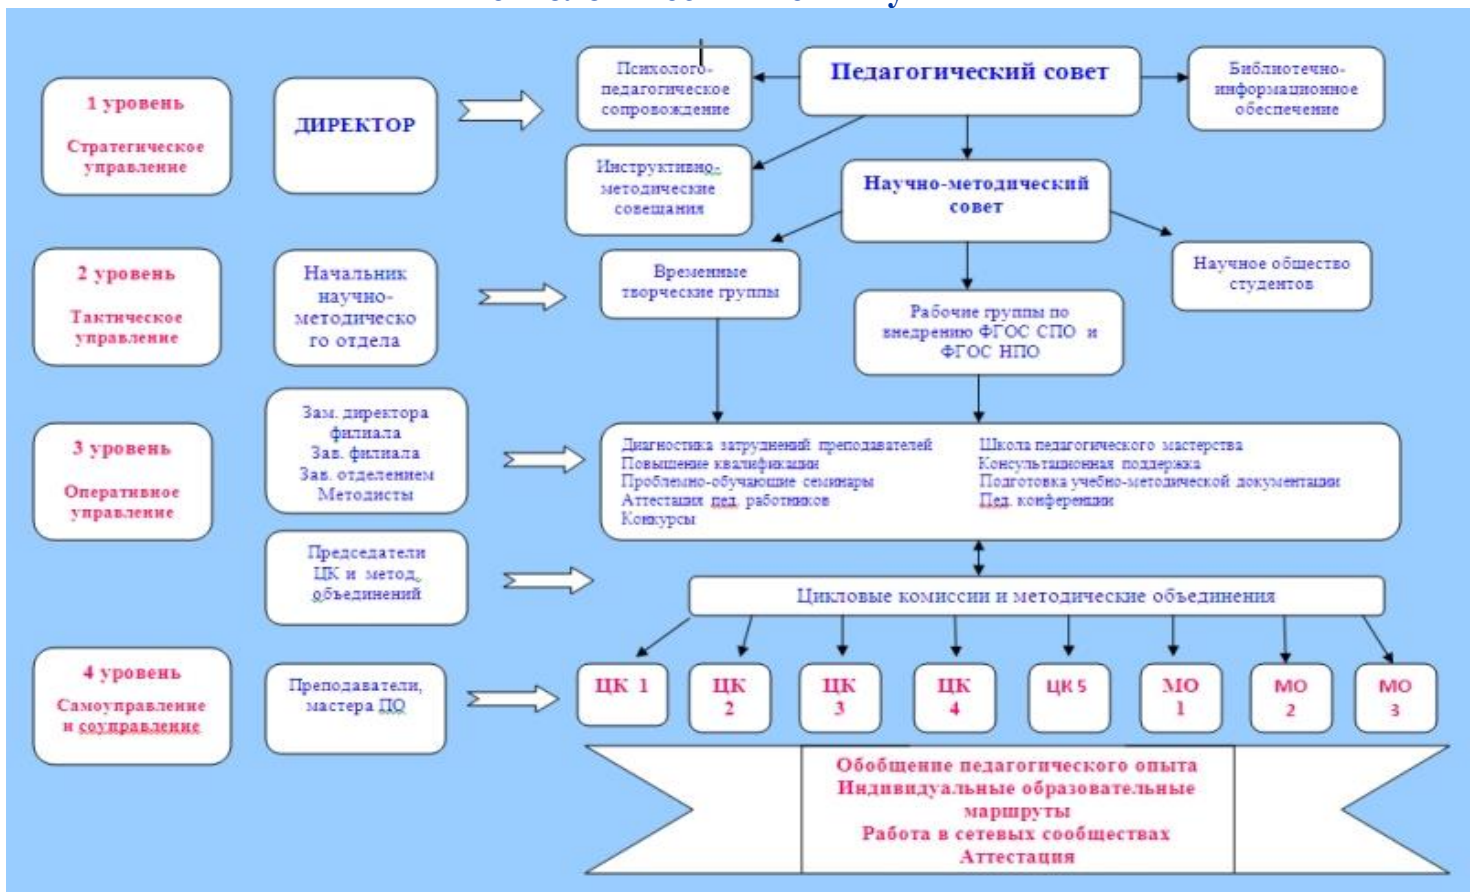 1 уровень
Стратегическое
управление
ДИРЕКТОР
Психолого-
педагогическое
сопровождение
Педагогический совет
Библиотечно-
информационное
обеспечение
Инструктивно-
методические
совещания
Научно-методический
совет
2 уровень
Тактическое
управление
Начальник
научно-
методическо
го отдела
Временные
творческие группы
Научное общество
студентов
Рабочие группы по
внедрению ФГОС СПО и
ФГОС НПО
3 уровень
Оперативное
управление
Зам. директора
филиала
Зав. филиала
Зав. отделением
Методисты
Диагностика затруднений преподавателей
Повышение квалификации
Проблемно-обучающие семинары
Аттестация пед. работников
Конкурсы
Школа педагогического мастерства
Консультационная поддержка
Подготовка учебно-методической документации
Пед. конференции
Председатели
ЦК и метод.
объединений
Цикловые комиссии и методические объединения
4 уровень
Самоуправление
и соуправление
Преподаватели,
мастера ПО
ЦК 1
ЦК
2
ЦК
3
ЦК
4
ЦК 5
МО
1
МО
2
МО
3
Обобщение педагогического опыта
Индивидуальные образовательные
маршруты
Работа в сетевых сообществах
Аттестация